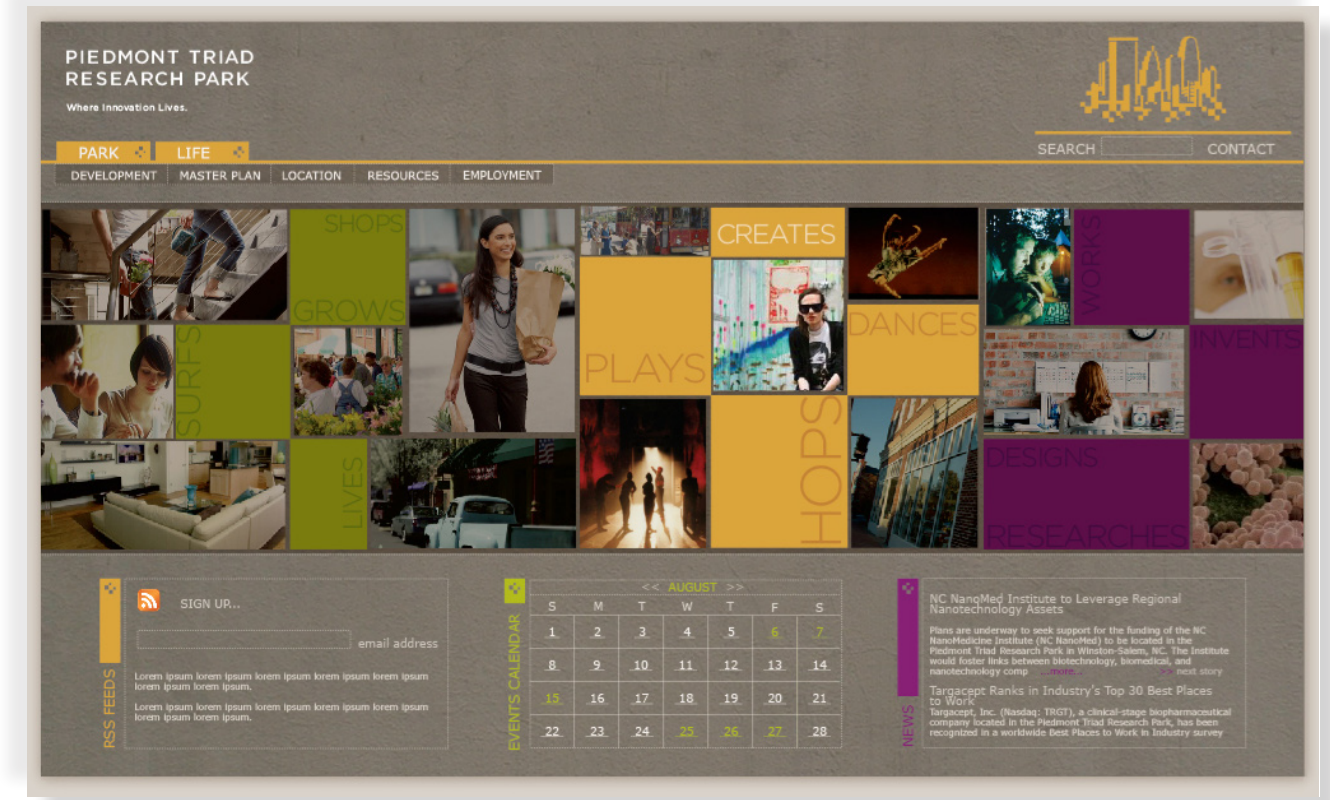 PIEDMONT TRIAD
RESEARCH PARK
Where Innovation Lives.
SEARCH CONTACT
PARK LIFE
DEVELOPMENT MASTER PLAN LOCATION RESOURCES EMPLOYMENT
SHOPS
GROWS
SURFS
LIVES
CREATES
PLAYS
DANCES
HOPS
WORKS
INVENTS
DESIGNS
RESEARCHES
RSS FEEDS
SIGN UP...
email address
Lorem ipsum lorem ipsum lorem ipsum lorem ipsum lorem ipsum
lorem ipsum lorem ipsum.
Lorem ipsum lorem ipsum lorem ipsum lorem ipsum lorem ipsum
lorem ipsum lorem ipsum.
EVENTS CALENDAR
<< AUGUST >>
S M T W T F S
1 2 3 4 5 6 7
8 9 10 11 12 13 14
15 16 17 18 19 20 21
22 23 24 25 26 27 28
NEWS
NC NanoMed Institute to Leverage Regional
Nanotechnology Assets
Plans are underway to seek support for the funding of the NC
NanoMedicine Institute (NC NanoMed) to be located in the
Piedmont Triad Research Park in Winston-Salem, NC. The Institute
would foster links between biotechnology, biomedical, and
nanotechnology comp ...more... >> next story
Targacept Ranks in Industry's Top 30 Best Places
to Work
Targacept, Inc. (Nasdaq: TRGT), a clinical-stage biopharmaceutical
company located in the Piedmont Triad Research Park, has been
recognized in a worldwide Best Places to Work in Industry survey